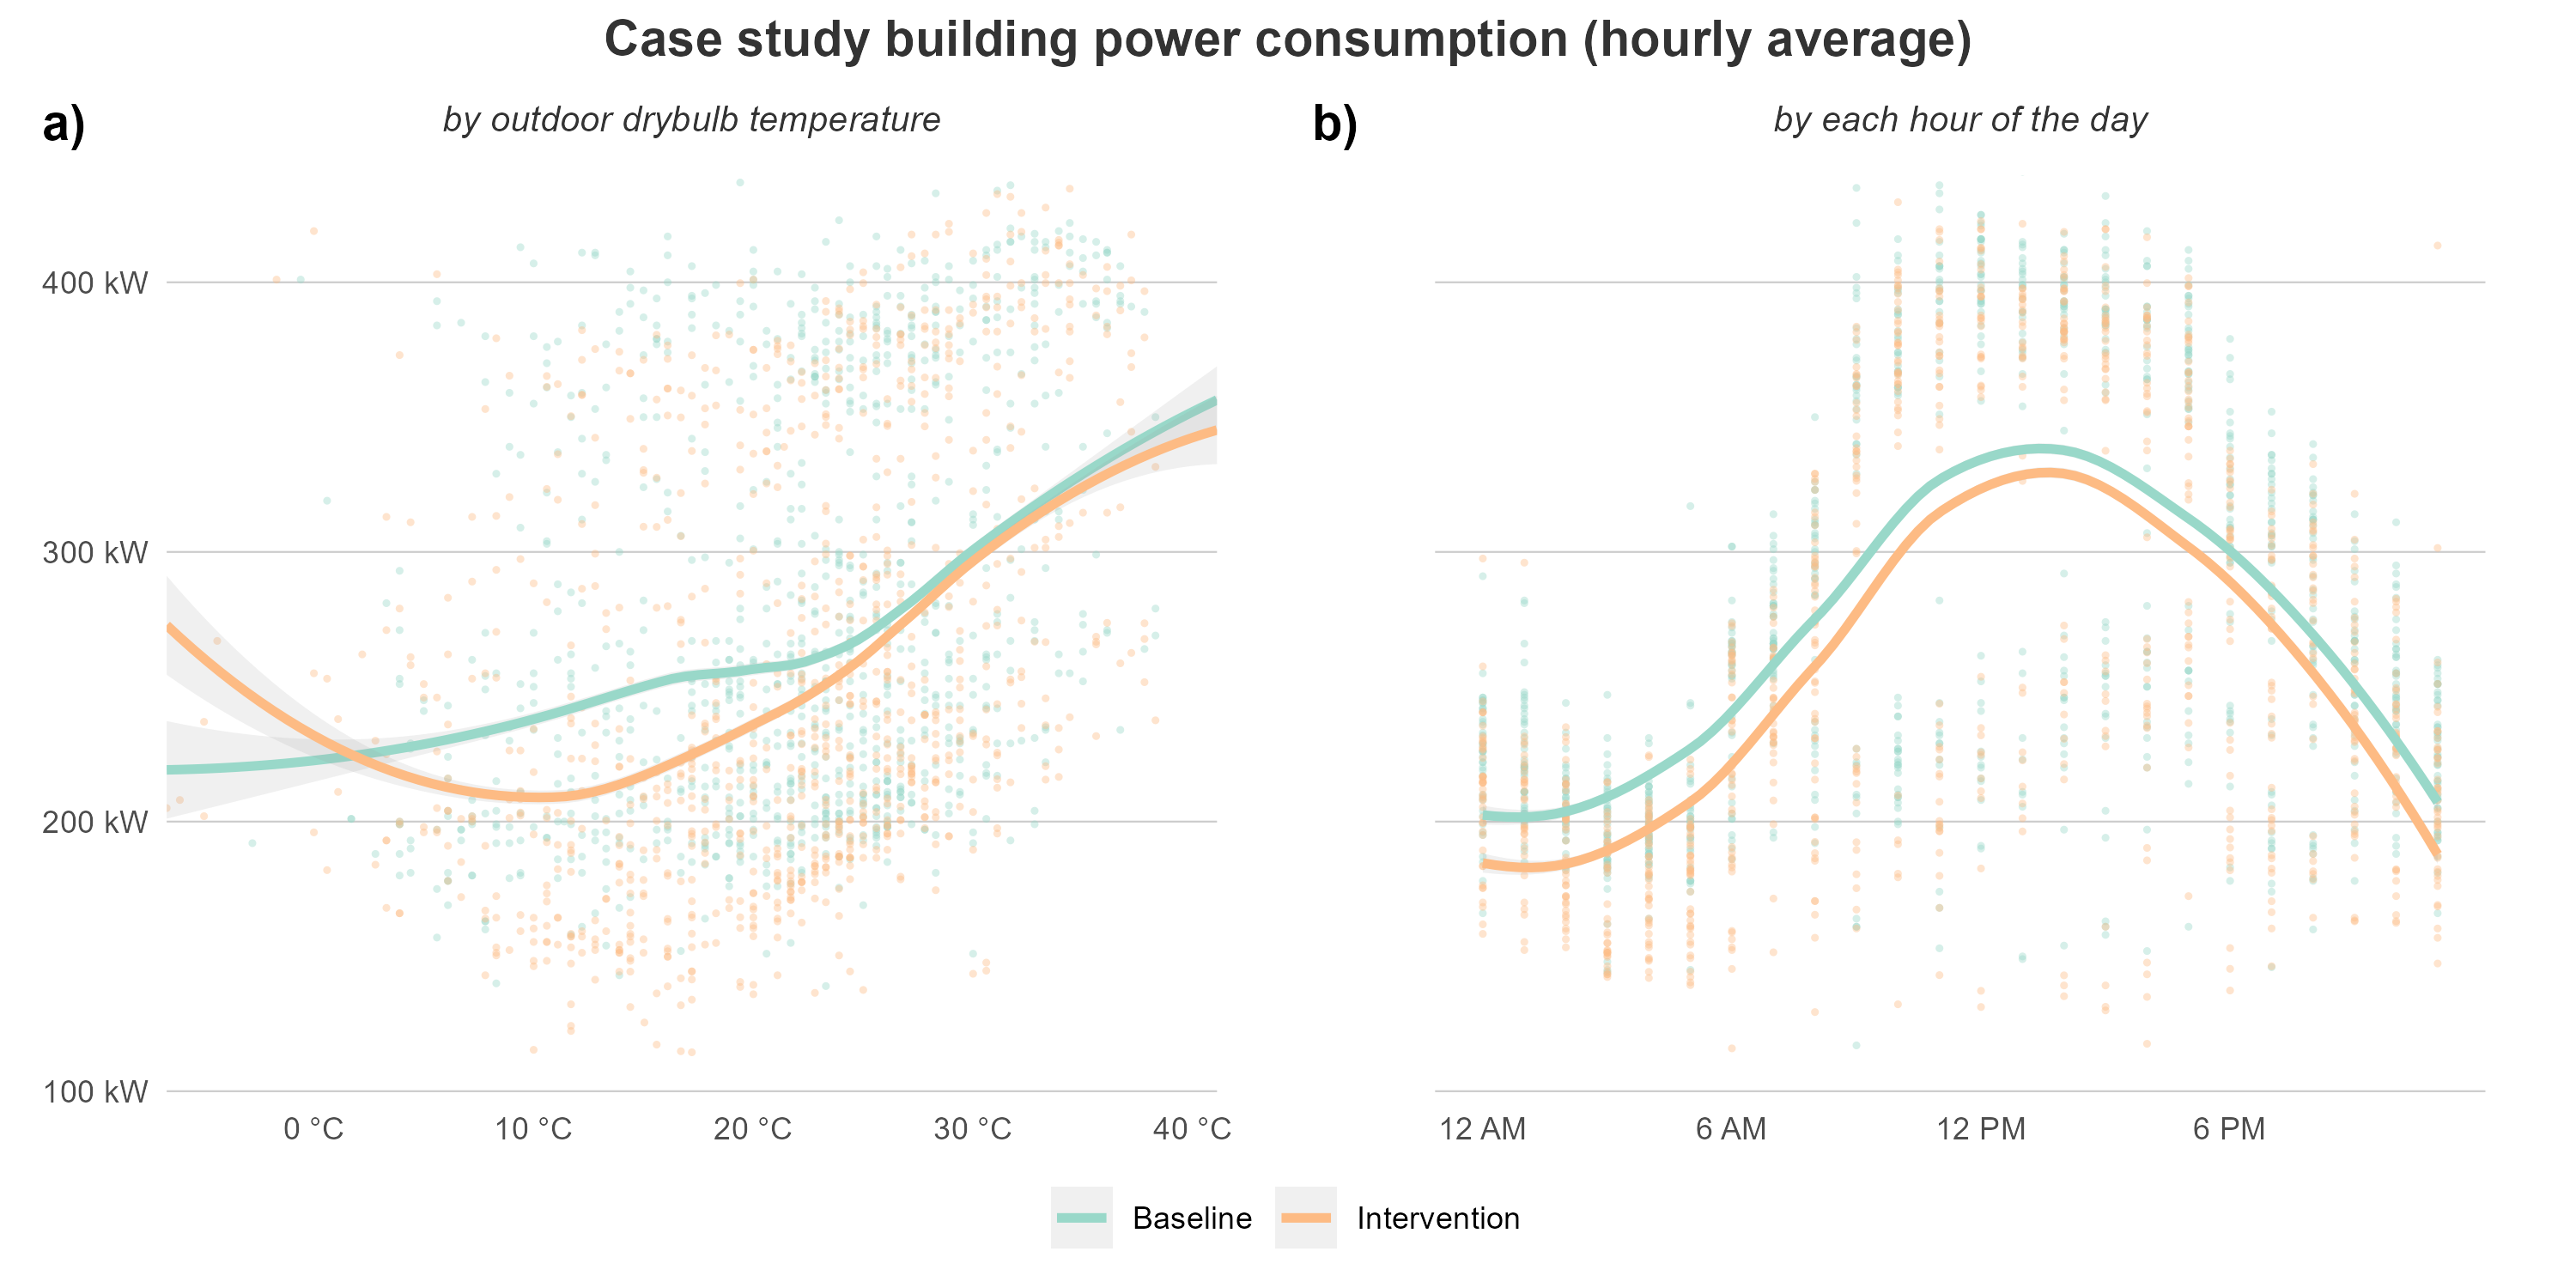 Case study building power consumption (hourly average)
a)
by outdoor drybulb temperature
b)
by each hour of the day
400 kW
300 kW
200 kW
100 kW
0 °C 10 °C 20 °C 30 °C 40 °C
12 AM 6 AM 12 PM 6 PM
Baseline Intervention